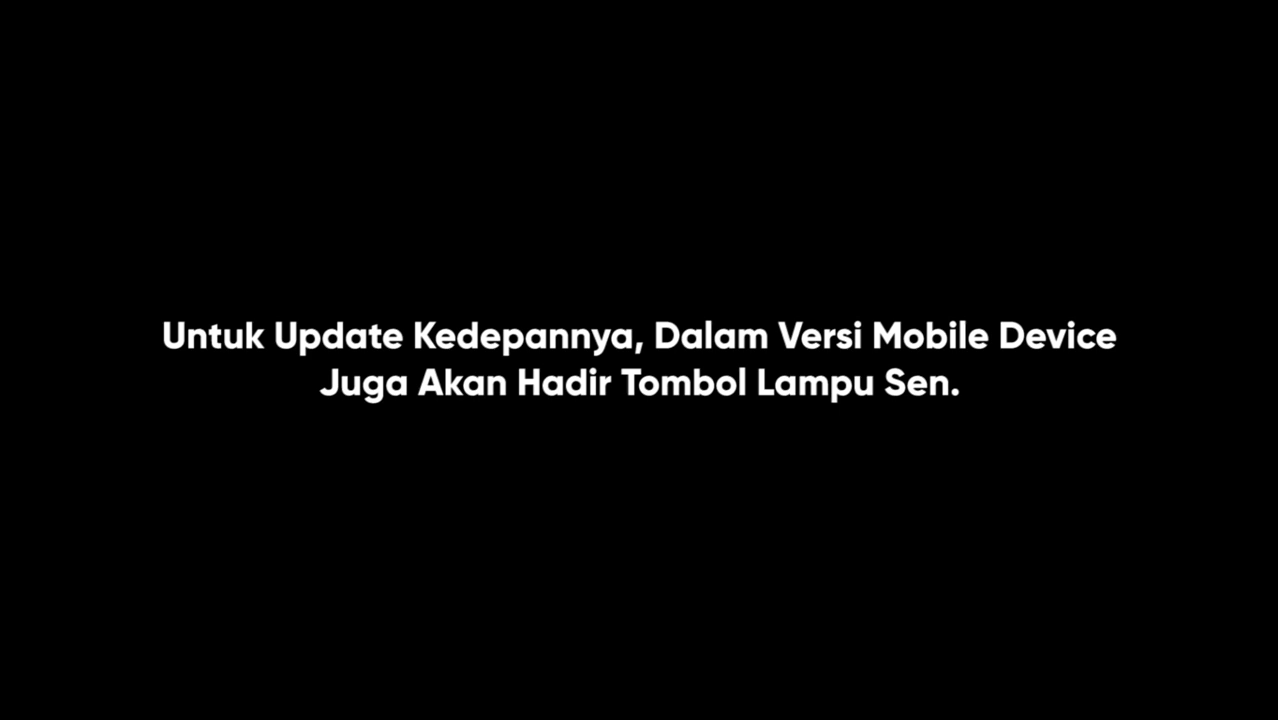 Untuk Update Kedepannya, Dalam Versi Mobile Device
Juga Akan Hadir Tombol Lampu Sen.